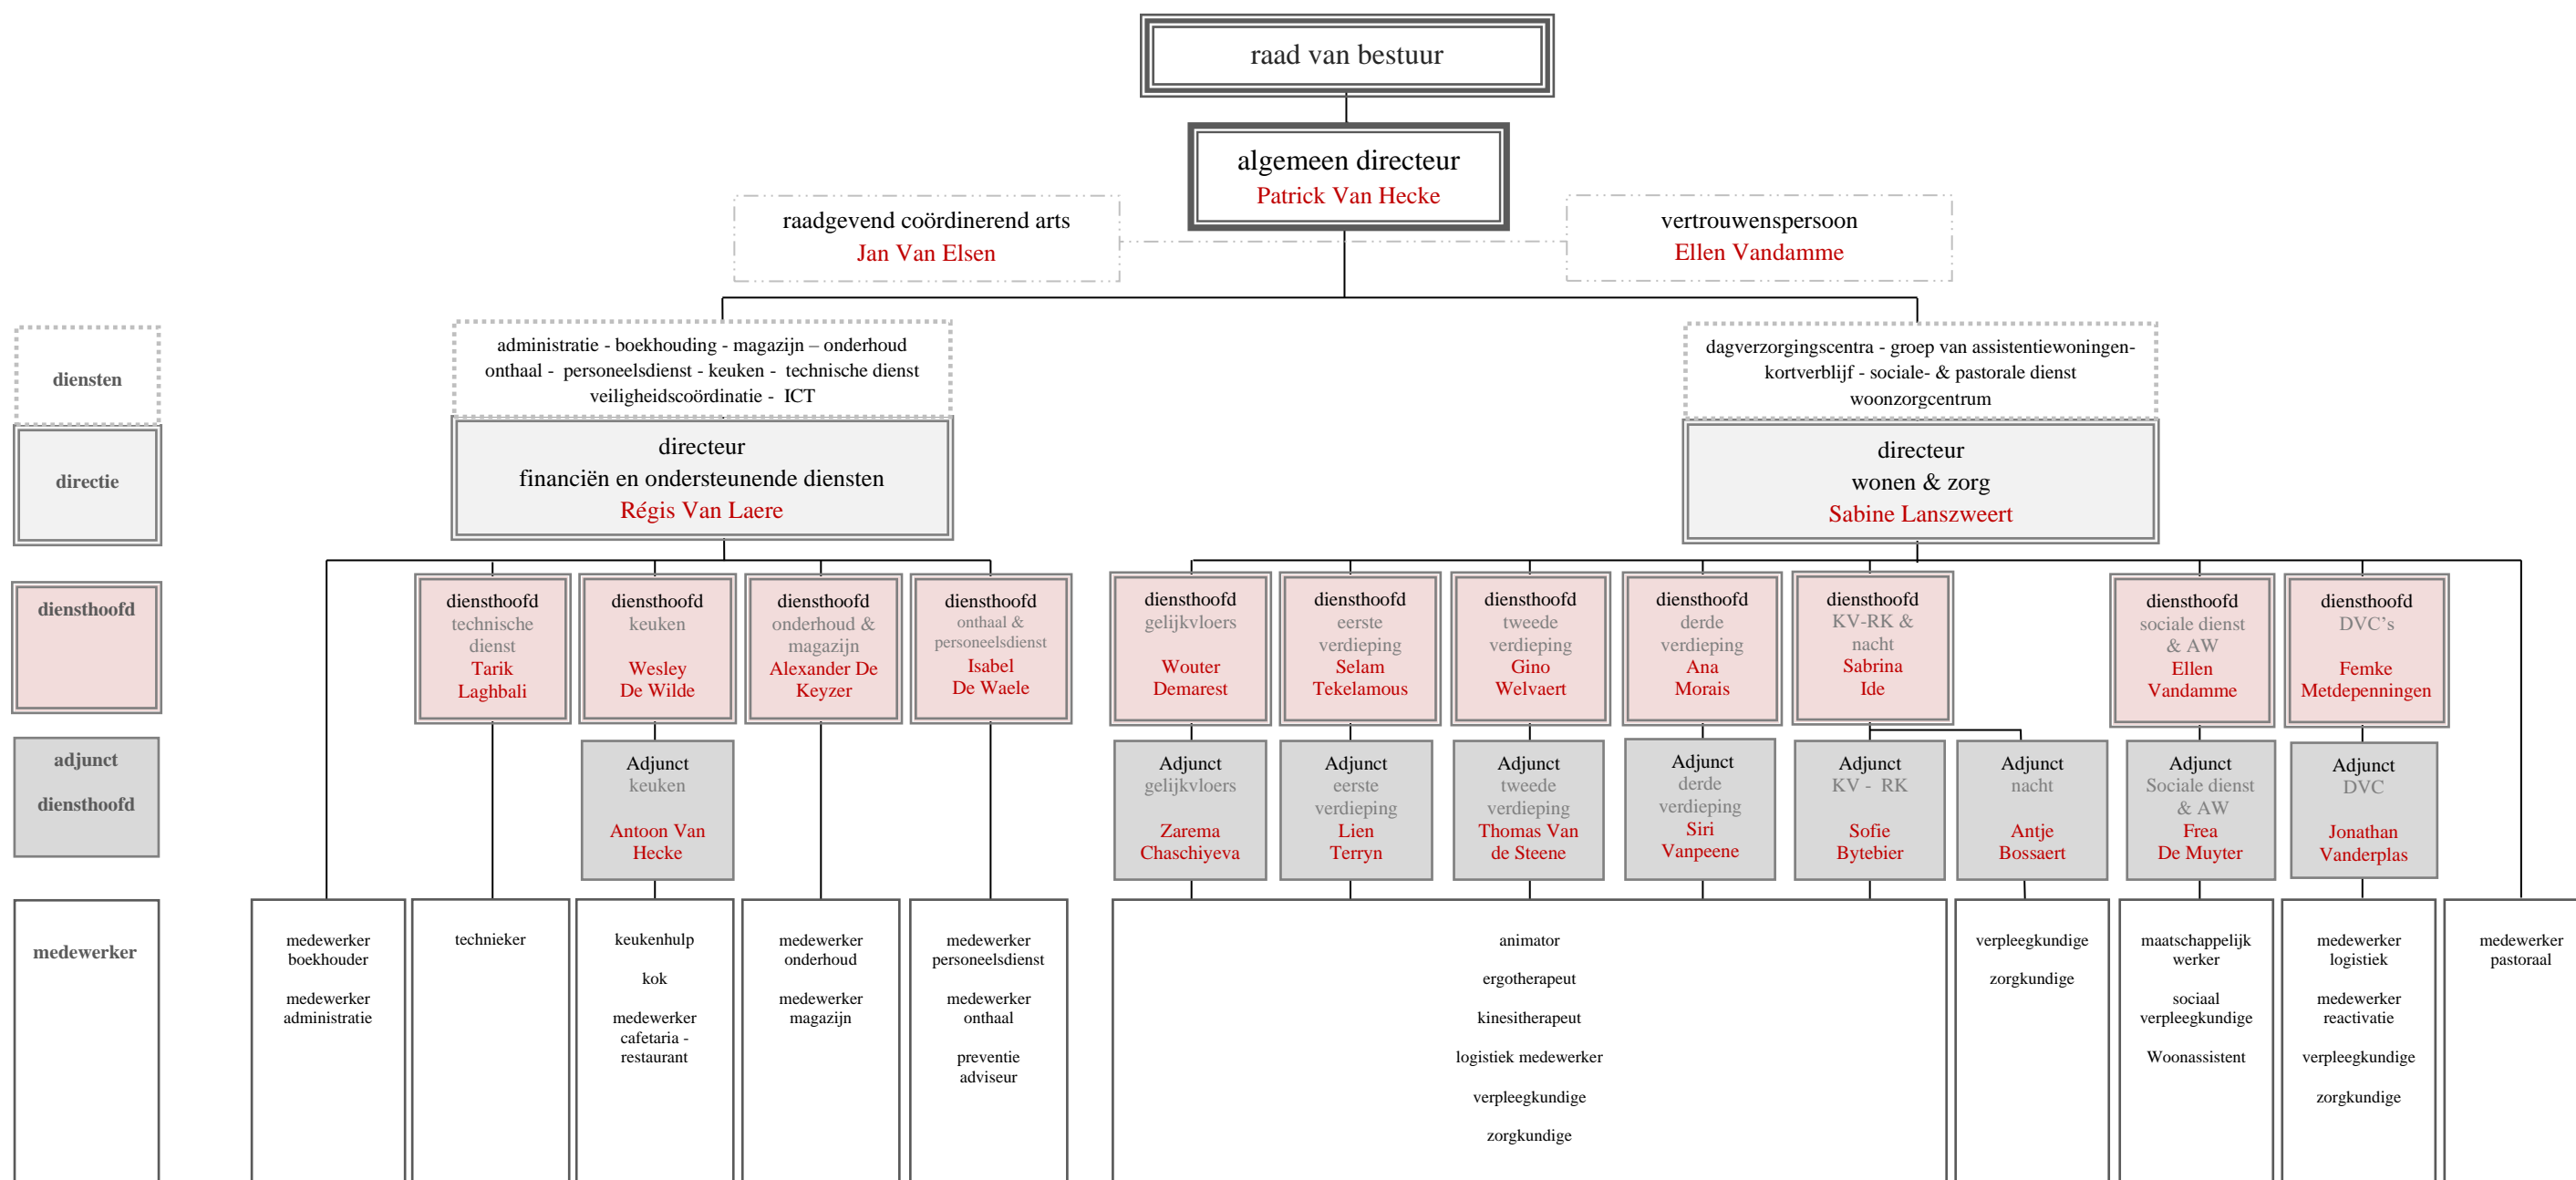 raad van bestuur
algemeen directeur
Patrick Van Hecke
raadgevend coördinerend arts
Jan Van Elsen
vertrouwenspersoon
Ellen Vandamme
diensten
administratie - boekhouding - magazijn – onderhoud
onthaal - personeelsdienst - keuken - technische dienst
veiligheidscoördinatie - ICT
dagverzorgingscentra - groep van assistentiewoningen-
kortverblijf - sociale- & pastorale dienst
woonzorgcentrum
directie
directeur
financiën en ondersteunende diensten
Régis Van Laere
directeur
wonen & zorg
Sabine Lanszweert
diensthoofd
diensthoofd
technische
dienst
Tarik
Laghbali
diensthoofd
keuken
Wesley
De Wilde
diensthoofd
onderhoud &
magazijn
Alexander De
Keyzer
diensthoofd
onthaal &
personeelsdienst
Isabel
De Waele
diensthoofd
gelijkvloers
Wouter
Demarest
diensthoofd
eerste
verdieping
Selam
Tekelamous
diensthoofd
tweede
verdieping
Gino
Welvaert
diensthoofd
derde
verdieping
Ana
Morais
diensthoofd
KV-RK &
nacht
Sabrina
Ide
diensthoofd
sociale dienst
& AW
Ellen
Vandamme
diensthoofd
DVC's
Femke
Metdepenningen
adjunct
diensthoofd
Adjunct
keuken
Antoon Van
Hecke
Adjunct
gelijkvloers
Zarema
Chaschiyeva
Adjunct
eerste
verdieping
Lien
Terryn
Adjunct
tweede
verdieping
Thomas Van
de Steene
Adjunct
derde
verdieping
Siri
Vanpeene
Adjunct
KV - RK
Sofie
Bytebier
Adjunct
nacht
Antje
Bossaert
Adjunct
Sociale dienst
& AW
Frea
De Muyter
Adjunct
DVC
Jonathan
Vanderplas
medewerker
medewerker
boekhouder
medewerker
administratie
technieker
keukenhulp
kok
medewerker
cafetaria -
restaurant
medewerker
onderhoud
medewerker
magazijn
medewerker
personeelsdienst
medewerker
onthaal
preventie
adviseur
animator
ergotherapeut
kinesitherapeut
logistiek medewerker
verpleegkundige
zorgkundige
verpleegkundige
zorgkundige
maatschappelijk
werker
sociaal
verpleegkundige
Woonassistent
medewerker
logistiek
medewerker
reactivatie
verpleegkundige
zorgkundige
medewerker
pastoraal